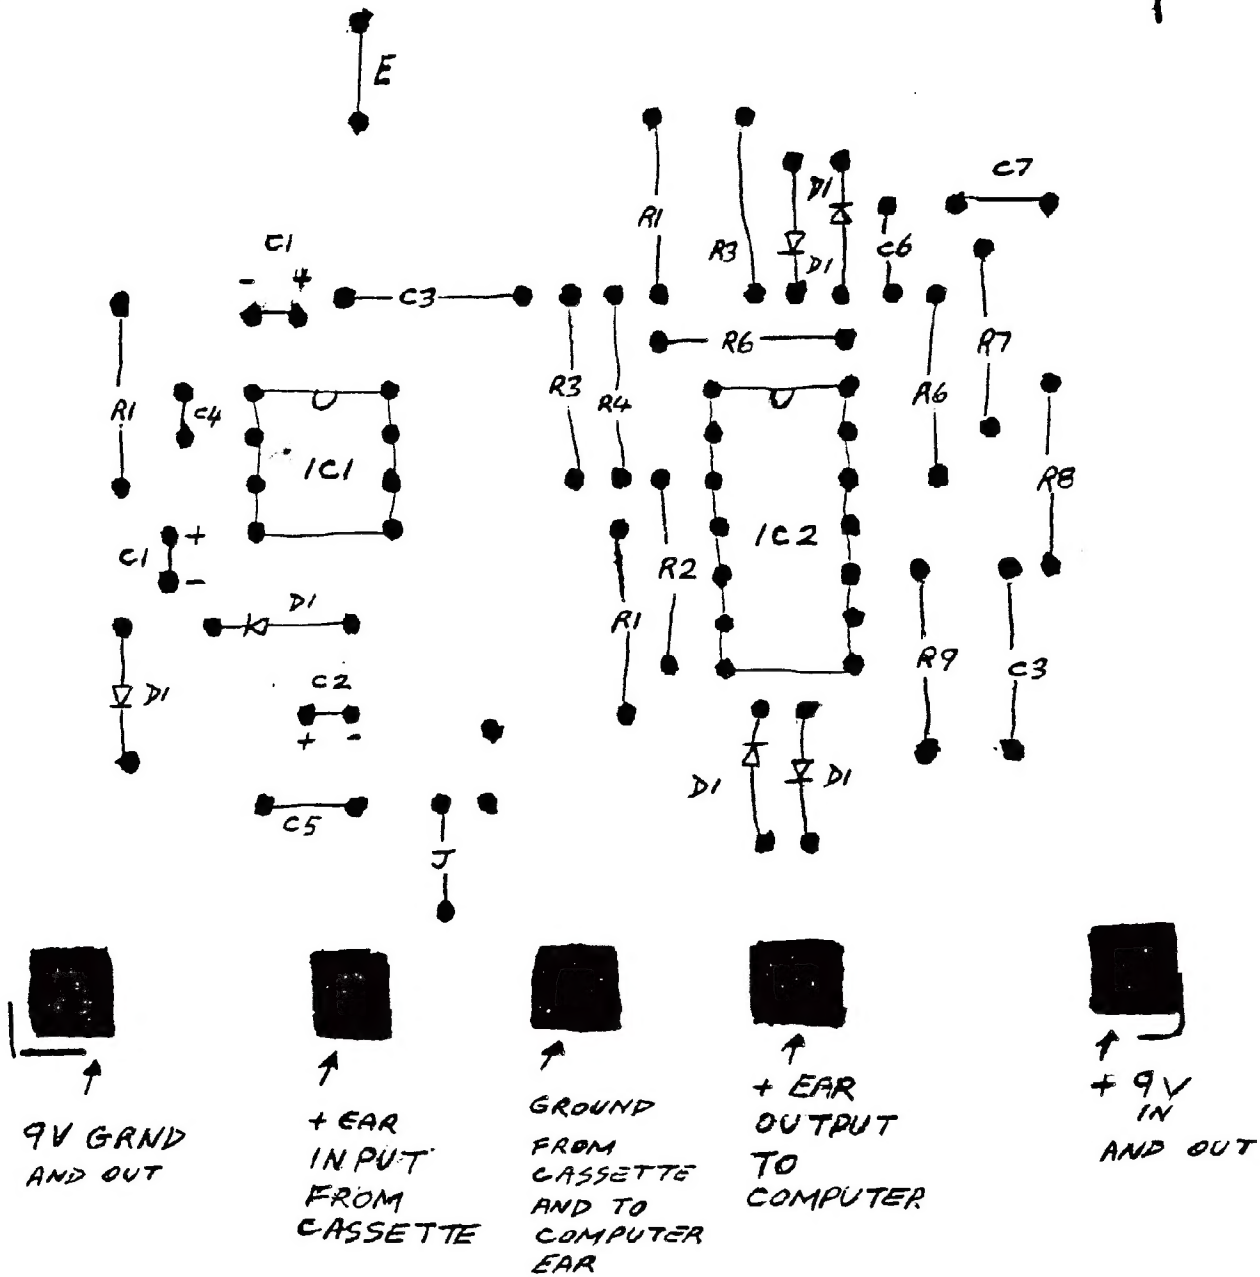 E
C7
D1
R1
C6
R3
D1
C1
- +
C3
R6
R7
R3
R4
R6
R1
C4
IC1
R8
IC2
C1
+
-
R2
D1
R1
R9
C3
D1
C2
+ -
D1
D1
C5
J
9V GRND
AND OUT
+ EAR
INPUT
FROM
CASSETTE
GROUND
FROM
CASSETTE
AND TO
COMPUTER
EAR
+ EAR
OUTPUT
TO
COMPUTER
+ 9V
IN
AND OUT